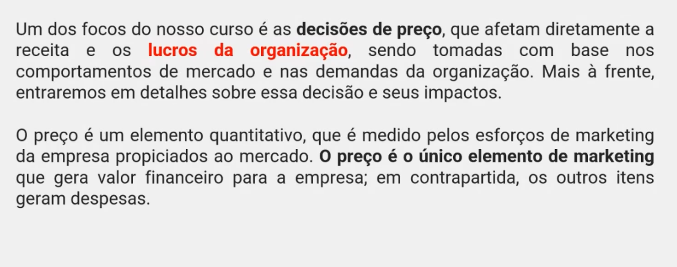 Um dos focos do nosso curso é as decisões de preço, que afetam diretamente a
receita e os lucros da organização, sendo tomadas com base nos
comportamentos de mercado e nas demandas da organização. Mais à frente,
entraremos em detalhes sobre essa decisão e seus impactos.
O preço é um elemento quantitativo, que é medido pelos esforços de marketing
da empresa propiciados ao mercado. O preço é o único elemento de marketing
que gera valor financeiro para a empresa; em contrapartida, os outros itens
geram despesas.